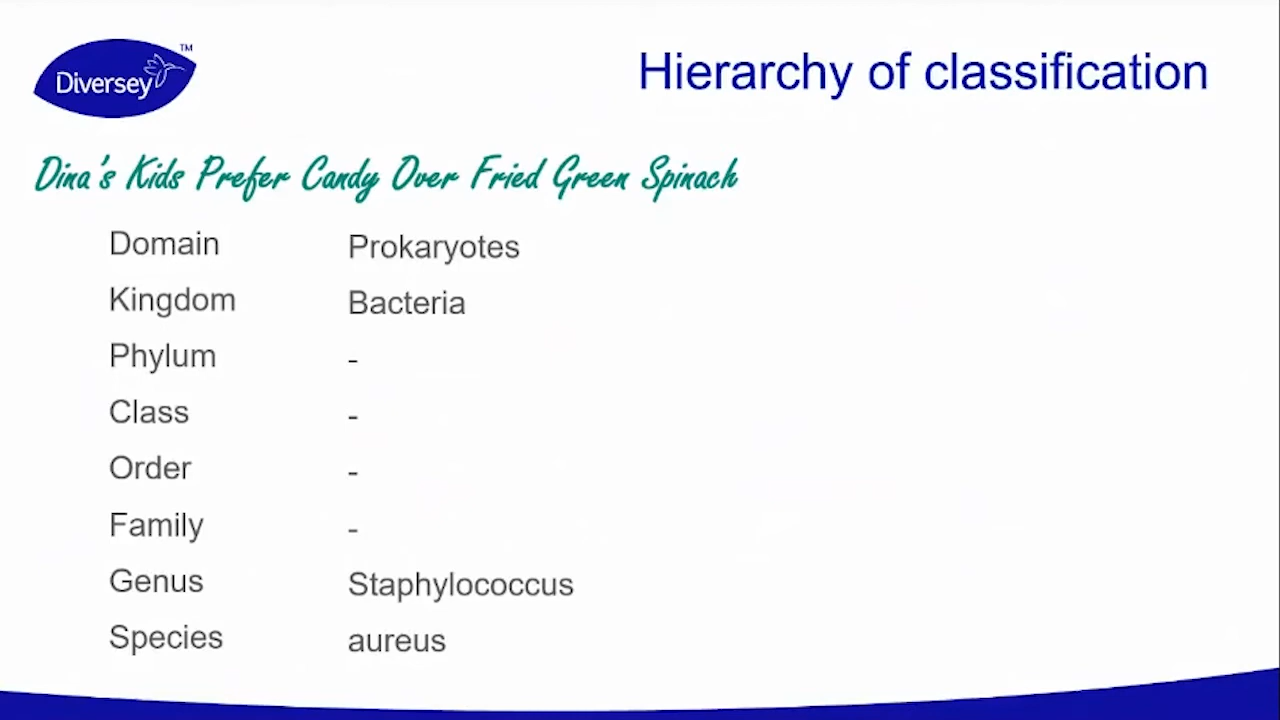 Diversey™
Hierarchy of classification
Dina's Kids Prefer Candy Over Fried Green Spinach
Domain Prokaryotes
Kingdom Bacteria
Phylum -
Class -
Order -
Family -
Genus Staphylococcus
Species aureus